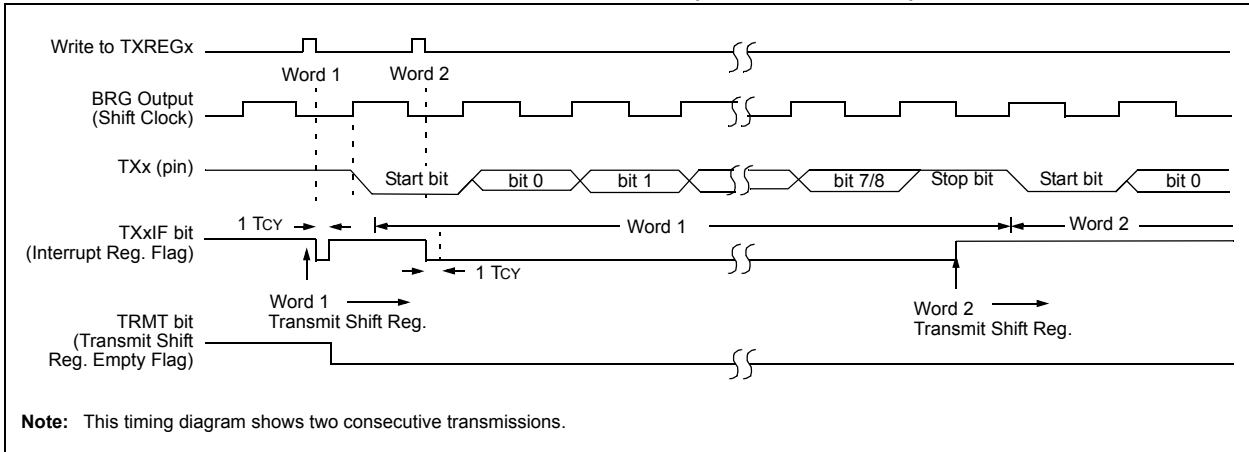 Write to TXREGx
Word 1
Word 2
BRG Output
(Shift Clock)
TXx (pin)
Start bit
bit 0
bit 1
bit 7/8
Stop bit
Start bit
bit 0
1 TCY
Word 1
Word 2
TXxIF bit
(Interrupt Reg. Flag)
1 TCY
Word 1
Transmit Shift Reg.
Word 2
Transmit Shift Reg.
TRMT bit
(Transmit Shift
Reg. Empty Flag)
Note: This timing diagram shows two consecutive transmissions.